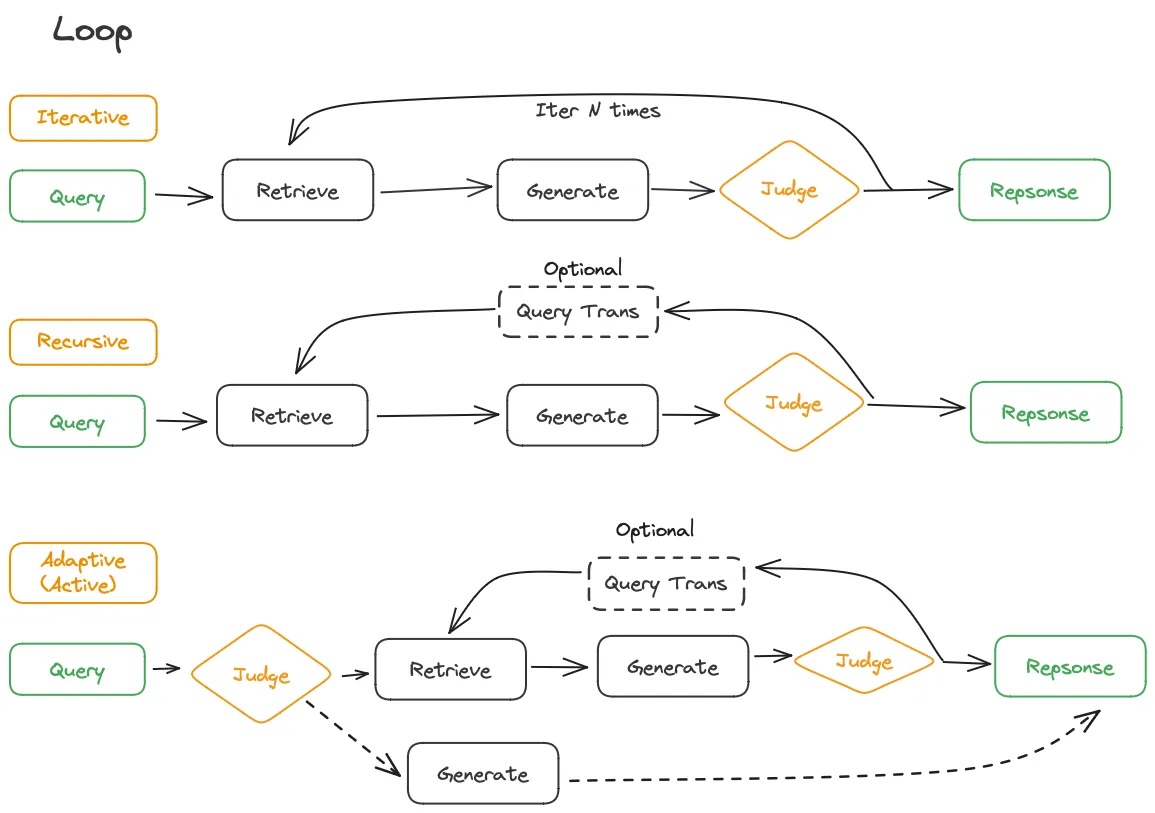 Loop
Iterative
Iter N times
Query
Retrieve
Generate
Judge
Repsonse
Optional
Query Trans
Recursive
Query
Retrieve
Generate
Judge
Repsonse
Optional
Adaptive
(Active)
Query Trans
Query
Judge
Retrieve
Generate
Judge
Repsonse
Generate